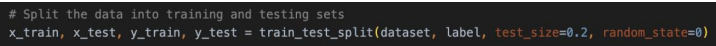 # Split the data into training and testing sets
x_train, x_test, y_train, y_test = train_test_split(dataset, label, test_size=0.2, random_state=0)